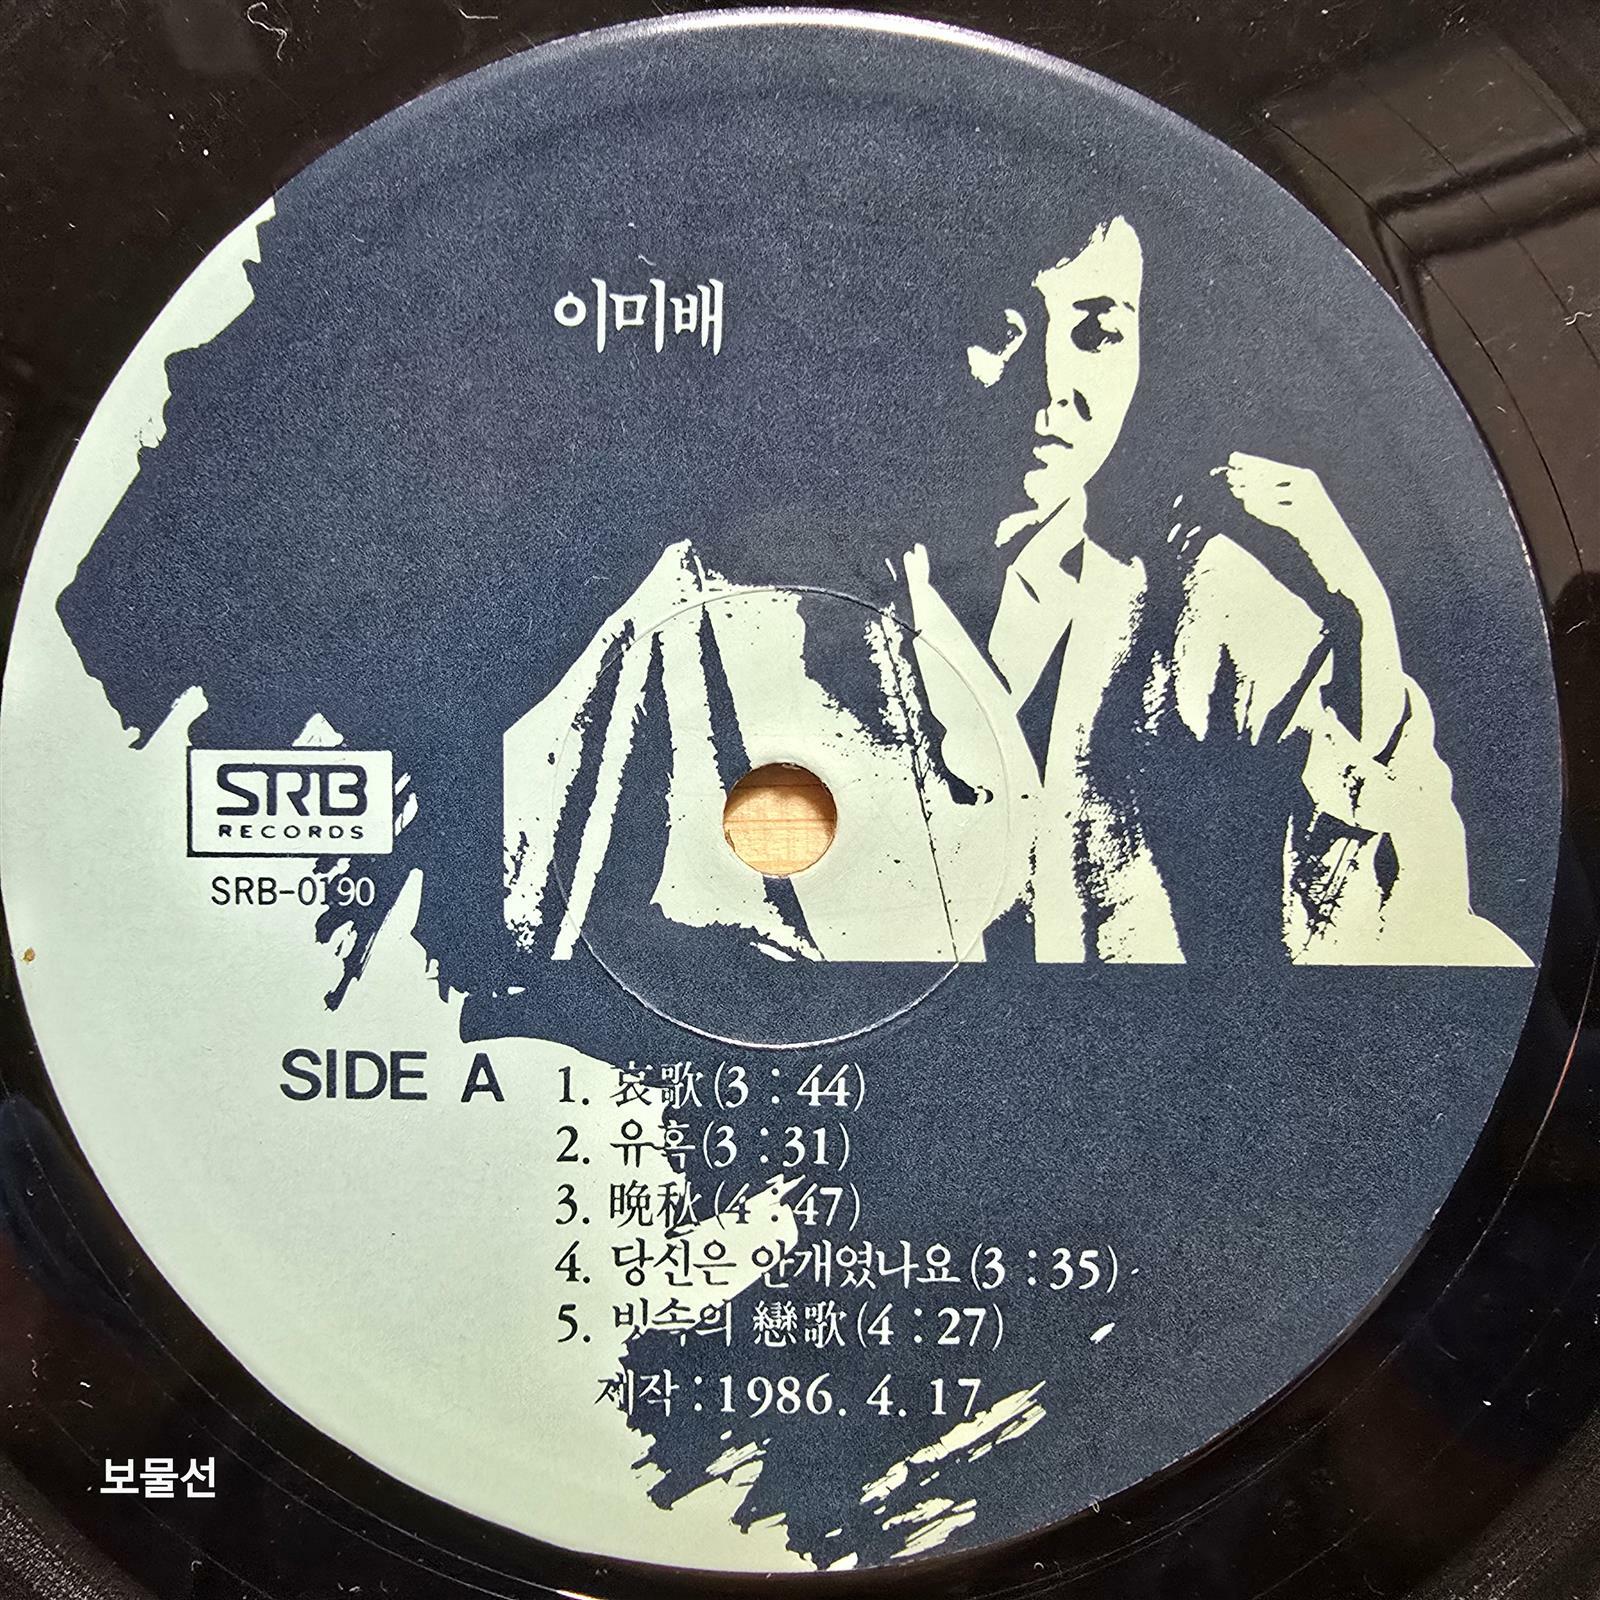 이미배
SRB
RECORDS
SRB-0190
SIDE A
1. 哀歌 (3 : 44)
2. 유혹 (3 : 31)
3. 晩秋 (4 : 47)
4. 당신은 안개였나요 (3 : 35)
5. 빗속의 戀歌 (4 : 27)
제작 : 1986. 4. 17
보물선